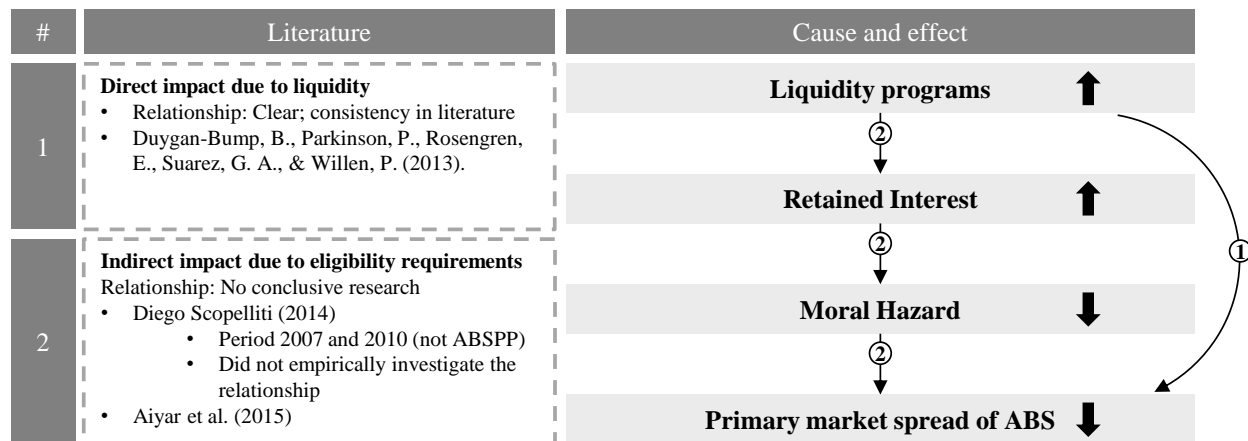 #
Literature
Cause and effect
1
Direct impact due to liquidity
• Relationship: Clear; consistency in literature
• Duygan-Bump, B., Parkinson, P., Rosengren,
E., Suarez, G. A., & Willen, P. (2013).
2
Indirect impact due to eligibility requirements
Relationship: No conclusive research
• Diego Scopelliti (2014)
• Period 2007 and 2010 (not ABSPP)
• Did not empirically investigate the
relationship
• Aiyar et al. (2015)
Liquidity programs
2
Retained Interest
2
1
Moral Hazard
2
Primary market spread of ABS